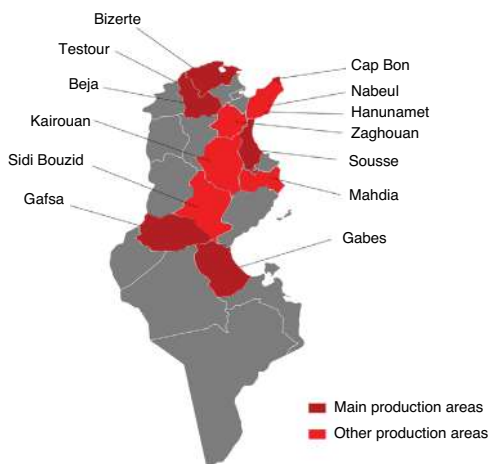 Bizerte
Testour
Beja
Kairouan
Sidi Bouzid
Gafsa
Cap Bon
Nabeul
Hanunamet
Zaghouan
Sousse
Mahdia
Gabes
Main production areas
Other production areas